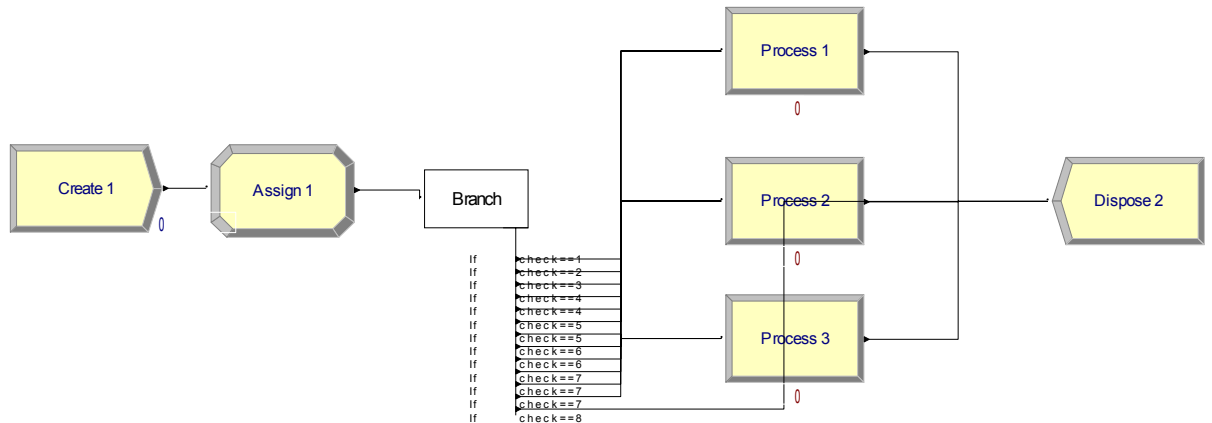 Process 1
0
Create 1
0
Assign 1
Branch
Process 2
0
Dispose 2
If check==1
If check==2
If check==3
If check==4
If check==4
If check==5
If check==5
If check==6
If check==6
If check==7
If check==7
If check==7
If check==8
Process 3
0